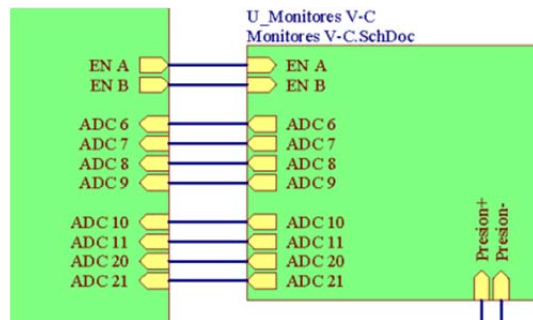 U_Monitores V-C
Monitores V-C.SchDoc
EN A EN A
EN B EN B
ADC 6 ADC 6
ADC 7 ADC 7
ADC 8 ADC 8
ADC 9 ADC 9
ADC 10 ADC 10
ADC 11 ADC 11
ADC 20 ADC 20
ADC 21 ADC 21
Presion+
Presion-